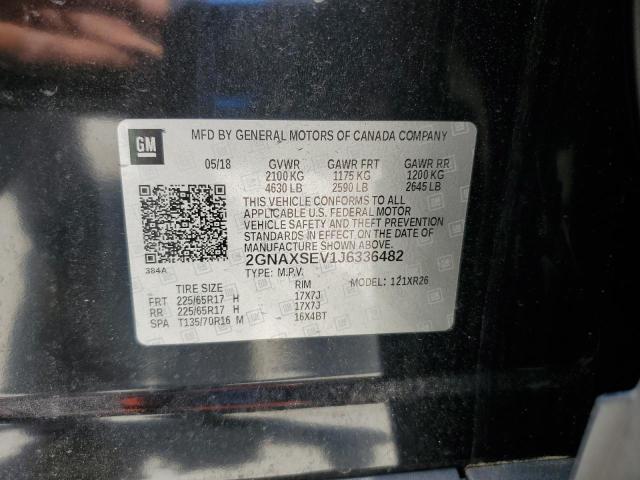 GM
MFD BY GENERAL MOTORS OF CANADA COMPANY
05/18 GVWR GAWR FRT GAWR RR
2100 KG 1175 KG 1200 KG
4630 LB 2590 LB 2645 LB
THIS VEHICLE CONFORMS TO ALL
APPLICABLE U.S. FEDERAL MOTOR
VEHICLE SAFETY AND THEFT PREVENTION
STANDARDS IN EFFECT ON THE DATE OF
MANUFACTURE SHOWN ABOVE.
384A 2GNAXSEV1J6336482
TYPE: M.P.V. MODEL: 121XR26
TIRE SIZE RIM
FRT 225/65R17 H 17X7J
RR 225/65R17 H 17X7J
SPA T135/70R16 M 16X4BT